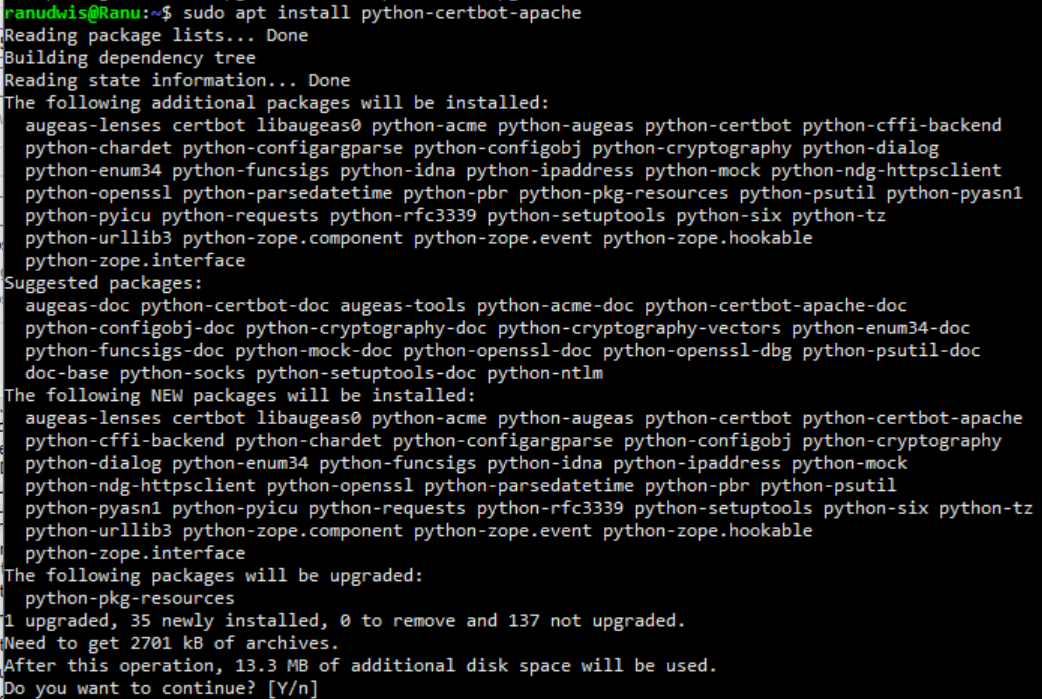 ranudwis@Ranu:~$ sudo apt install python-certbot-apache
Reading package lists... Done
Building dependency tree
Reading state information... Done
The following additional packages will be installed:
  augeas-lenses certbot libaugeas0 python-acme python-augeas python-certbot python-cffi-backend
  python-chardet python-configargparse python-configobj python-cryptography python-dialog
  python-enum34 python-funcsigs python-idna python-ipaddress python-mock python-ndg-httpsclient
  python-openssl python-parsedatetime python-pbr python-pkg-resources python-psutil python-pyasn1
  python-pyicu python-requests python-rfc3339 python-setuptools python-six python-tz
  python-urllib3 python-zope.component python-zope.event python-zope.hookable
  python-zope.interface
Suggested packages:
  augeas-doc python-certbot-doc augeas-tools python-acme-doc python-certbot-apache-doc
  python-configobj-doc python-cryptography-doc python-cryptography-vectors python-enum34-doc
  python-funcsigs-doc python-mock-doc python-openssl-doc python-openssl-dbg python-psutil-doc
  doc-base python-socks python-setuptools-doc python-ntlm
The following NEW packages will be installed:
  augeas-lenses certbot libaugeas0 python-acme python-augeas python-certbot python-certbot-apache
  python-cffi-backend python-chardet python-configargparse python-configobj python-cryptography
  python-dialog python-enum34 python-funcsigs python-idna python-ipaddress python-mock
  python-ndg-httpsclient python-openssl python-parsedatetime python-pbr python-psutil
  python-pyasn1 python-pyicu python-requests python-rfc3339 python-setuptools python-six python-tz
  python-urllib3 python-zope.component python-zope.event python-zope.hookable
  python-zope.interface
The following packages will be upgraded:
  python-pkg-resources
1 upgraded, 35 newly installed, 0 to remove and 137 not upgraded.
Need to get 2701 kB of archives.
After this operation, 13.3 MB of additional disk space will be used.
Do you want to continue? [Y/n]